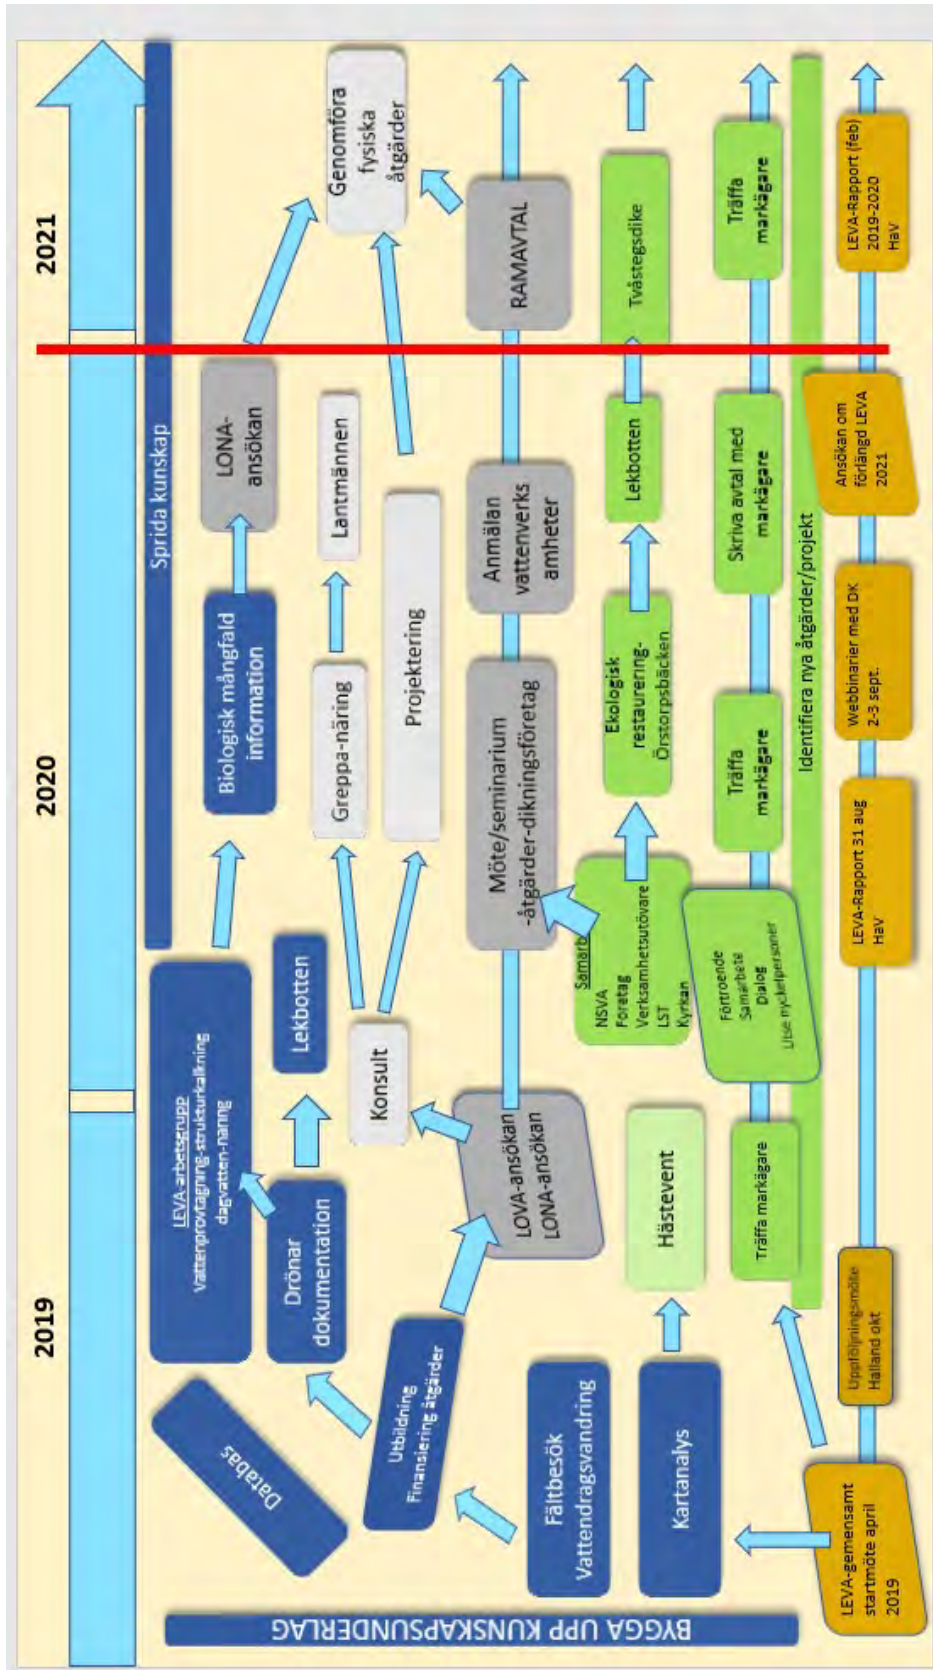 2019
2020
2021
BYGGA UPP KUNSKAPSUNDERLAG
Sprida kunskap
Databas
LEVA-arbetsgrupp
Vattenprovtagning-strukturkalkning
dagvatten-näring
Biologisk mångfald
information
LONA-
ansökan
Drönar
dokumentation
Lekbotten
Greppa-näring
Lantmännen
Genomföra
fysiska
åtgärder
Utbildning
Finansiering åtgärder
Konsult
Projektering
Fältbesök
Vattendragsvandring
LOVA-ansökan
LONA-ansökan
Möte/seminarium
-åtgärder-dikningsföretag
Anmälan
vattenverks
amheter
RAMAVTAL
Kartanalys
Hästevent
Samarb
NSVA
Företag
Verksamhetsutövare
LST
Kyrkan
Ekologisk
restaurering-
Örstorpsbäcken
Lekbotten
Tvåstegsdike
Träffa markägare
Förtroende
Samarbete
Dialog
Utse nyckelpersoner
Träffa
markägare
Skriva avtal med
markägare
Träffa
markägare
Identifiera nya åtgärder/projekt
LEVA-gemensamt
startmöte april
2019
Uppföljningsmöte
Halland okt
LEVA-Rapport 31 aug
HaV
Webbinarier med DK
2-3 sept.
Ansökan om
förlängd LEVA
2021
LEVA-Rapport (feb)
2019-2020
HaV